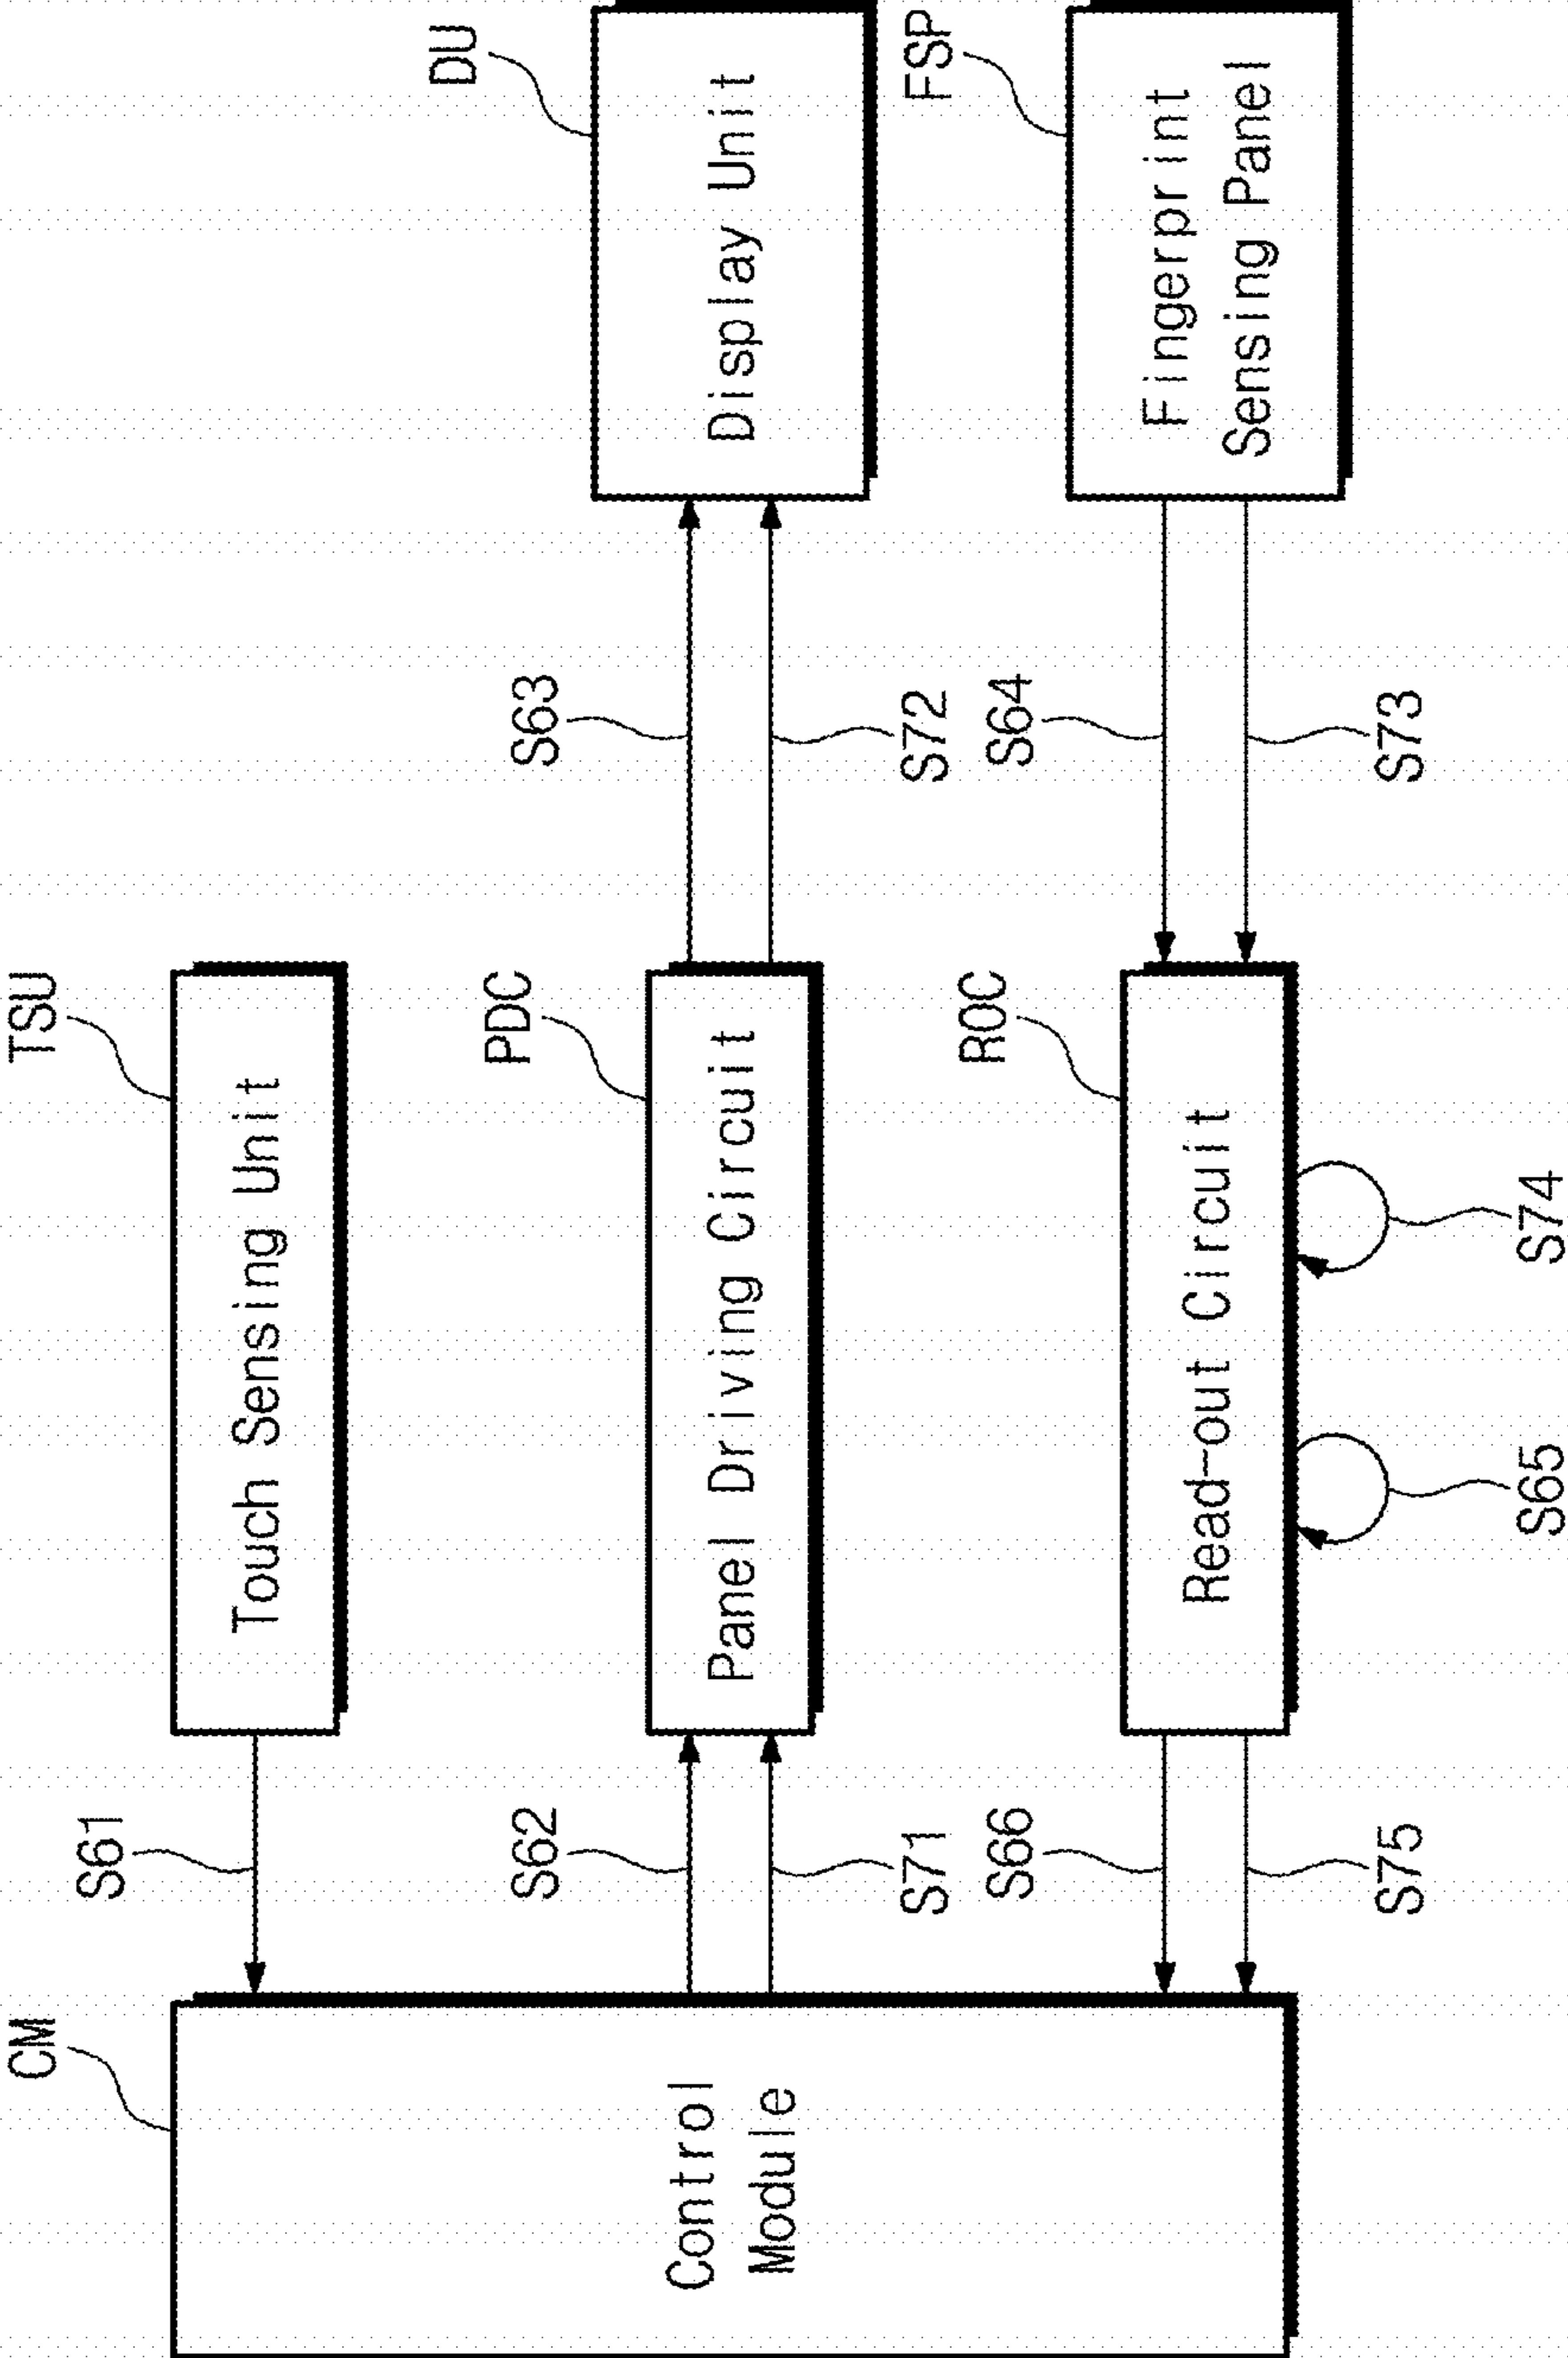 CM
Control
Module
S61
TSU
Touch Sensing Unit
S62
S71
PDC
Panel Driving Circuit
S63
S72
DU
Display Unit
S66
S75
ROC
Read-out Circuit
S65
S74
S64
S73
FSP
Fingerprint
Sensing Panel